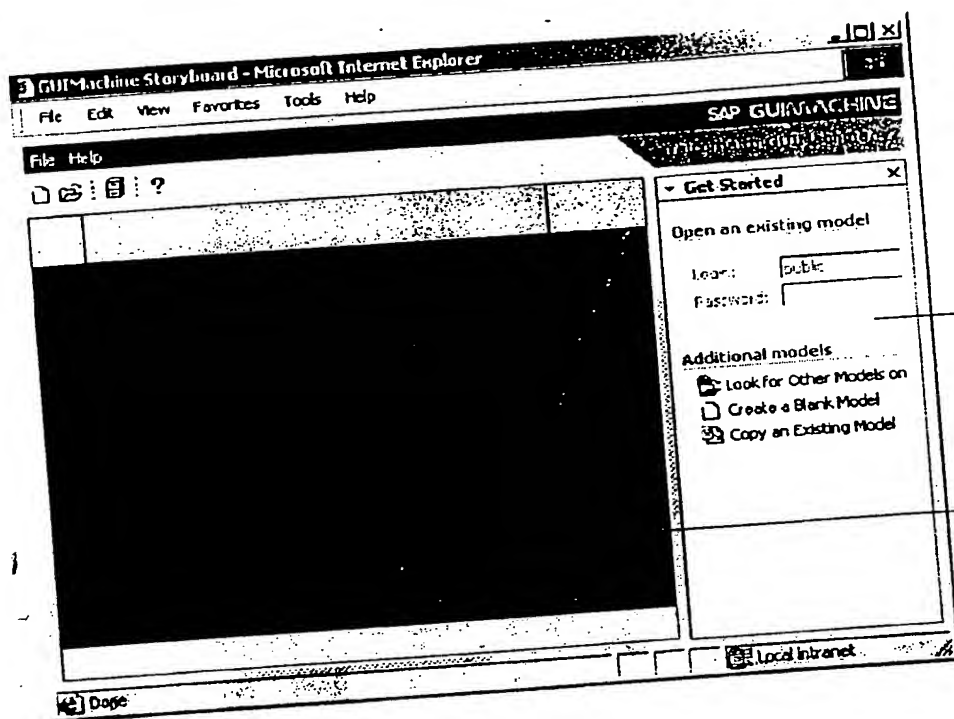 GUIMachine Storyboard - Microsoft Internet Explorer
File Edit View Favorites Tools Help
SAP GUIMACHINE
File Help
?
Get Started
Open an existing model
Logon: public
Password:
Additional models
Look for Other Models on
Create a Blank Model
Copy an Existing Model
Done
Local intranet